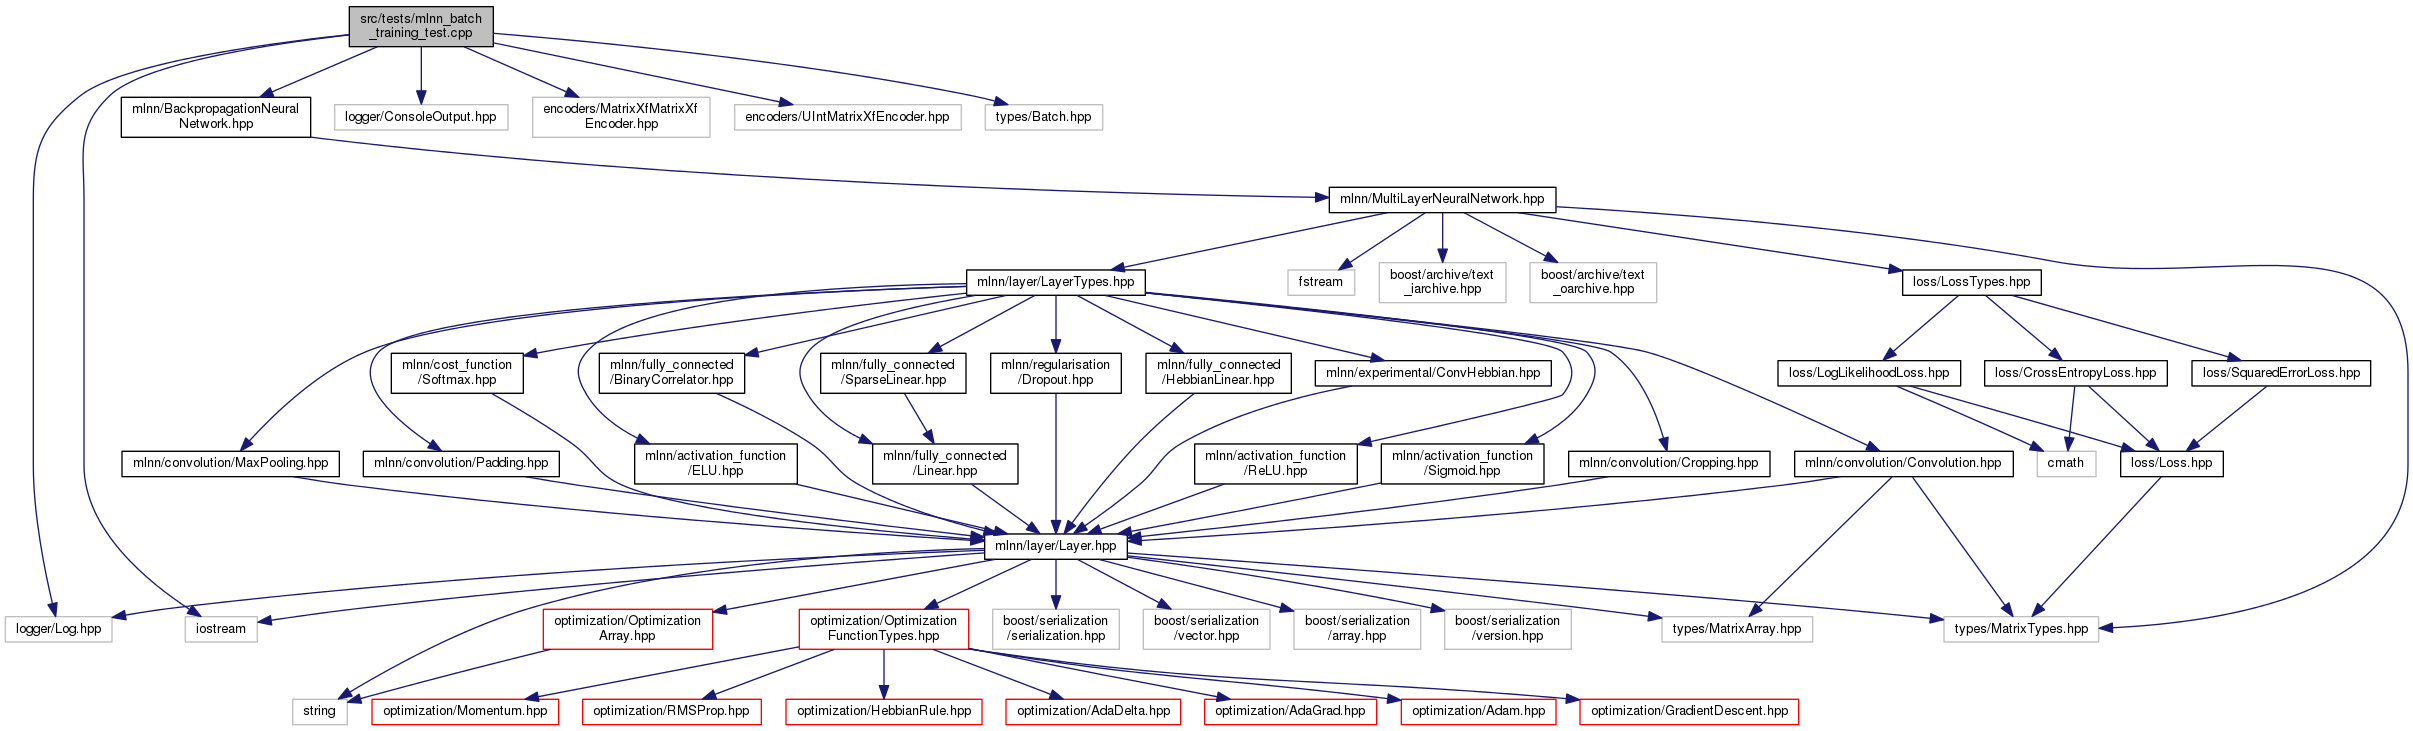 src/tests/mlnn_batch
_training_test.cpp
mlnn/BackpropagationNeural
Network.hpp
logger/ConsoleOutput.hpp
encoders/MatrixXfMatrixXf
Encoder.hpp
encoders/UIntMatrixXfEncoder.hpp
types/Batch.hpp
mlnn/MultiLayerNeuralNetwork.hpp
mlnn/layer/LayerTypes.hpp
fstream
boost/archive/text
_iarchive.hpp
boost/archive/text
_oarchive.hpp
loss/LossTypes.hpp
mlnn/cost_function
/Softmax.hpp
mlnn/fully_connected
/BinaryCorrelator.hpp
mlnn/fully_connected
/SparseLinear.hpp
mlnn/regularisation
/Dropout.hpp
mlnn/fully_connected
/HebbianLinear.hpp
mlnn/experimental/ConvHebbian.hpp
loss/LogLikelihoodLoss.hpp
loss/CrossEntropyLoss.hpp
loss/SquaredErrorLoss.hpp
mlnn/convolution/MaxPooling.hpp
mlnn/convolution/Padding.hpp
mlnn/activation_function
/ELU.hpp
mlnn/fully_connected
/Linear.hpp
mlnn/activation_function
/ReLU.hpp
mlnn/activation_function
/Sigmoid.hpp
mlnn/convolution/Cropping.hpp
mlnn/convolution/Convolution.hpp
cmath
loss/Loss.hpp
mlnn/layer/Layer.hpp
logger/Log.hpp
iostream
optimization/Optimization
Array.hpp
optimization/Optimization
FunctionTypes.hpp
boost/serialization
/serialization.hpp
boost/serialization
/vector.hpp
boost/serialization
/array.hpp
boost/serialization
/version.hpp
types/MatrixArray.hpp
types/MatrixTypes.hpp
string
optimization/Momentum.hpp
optimization/RMSProp.hpp
optimization/HebbianRule.hpp
optimization/AdaDelta.hpp
optimization/AdaGrad.hpp
optimization/Adam.hpp
optimization/GradientDescent.hpp